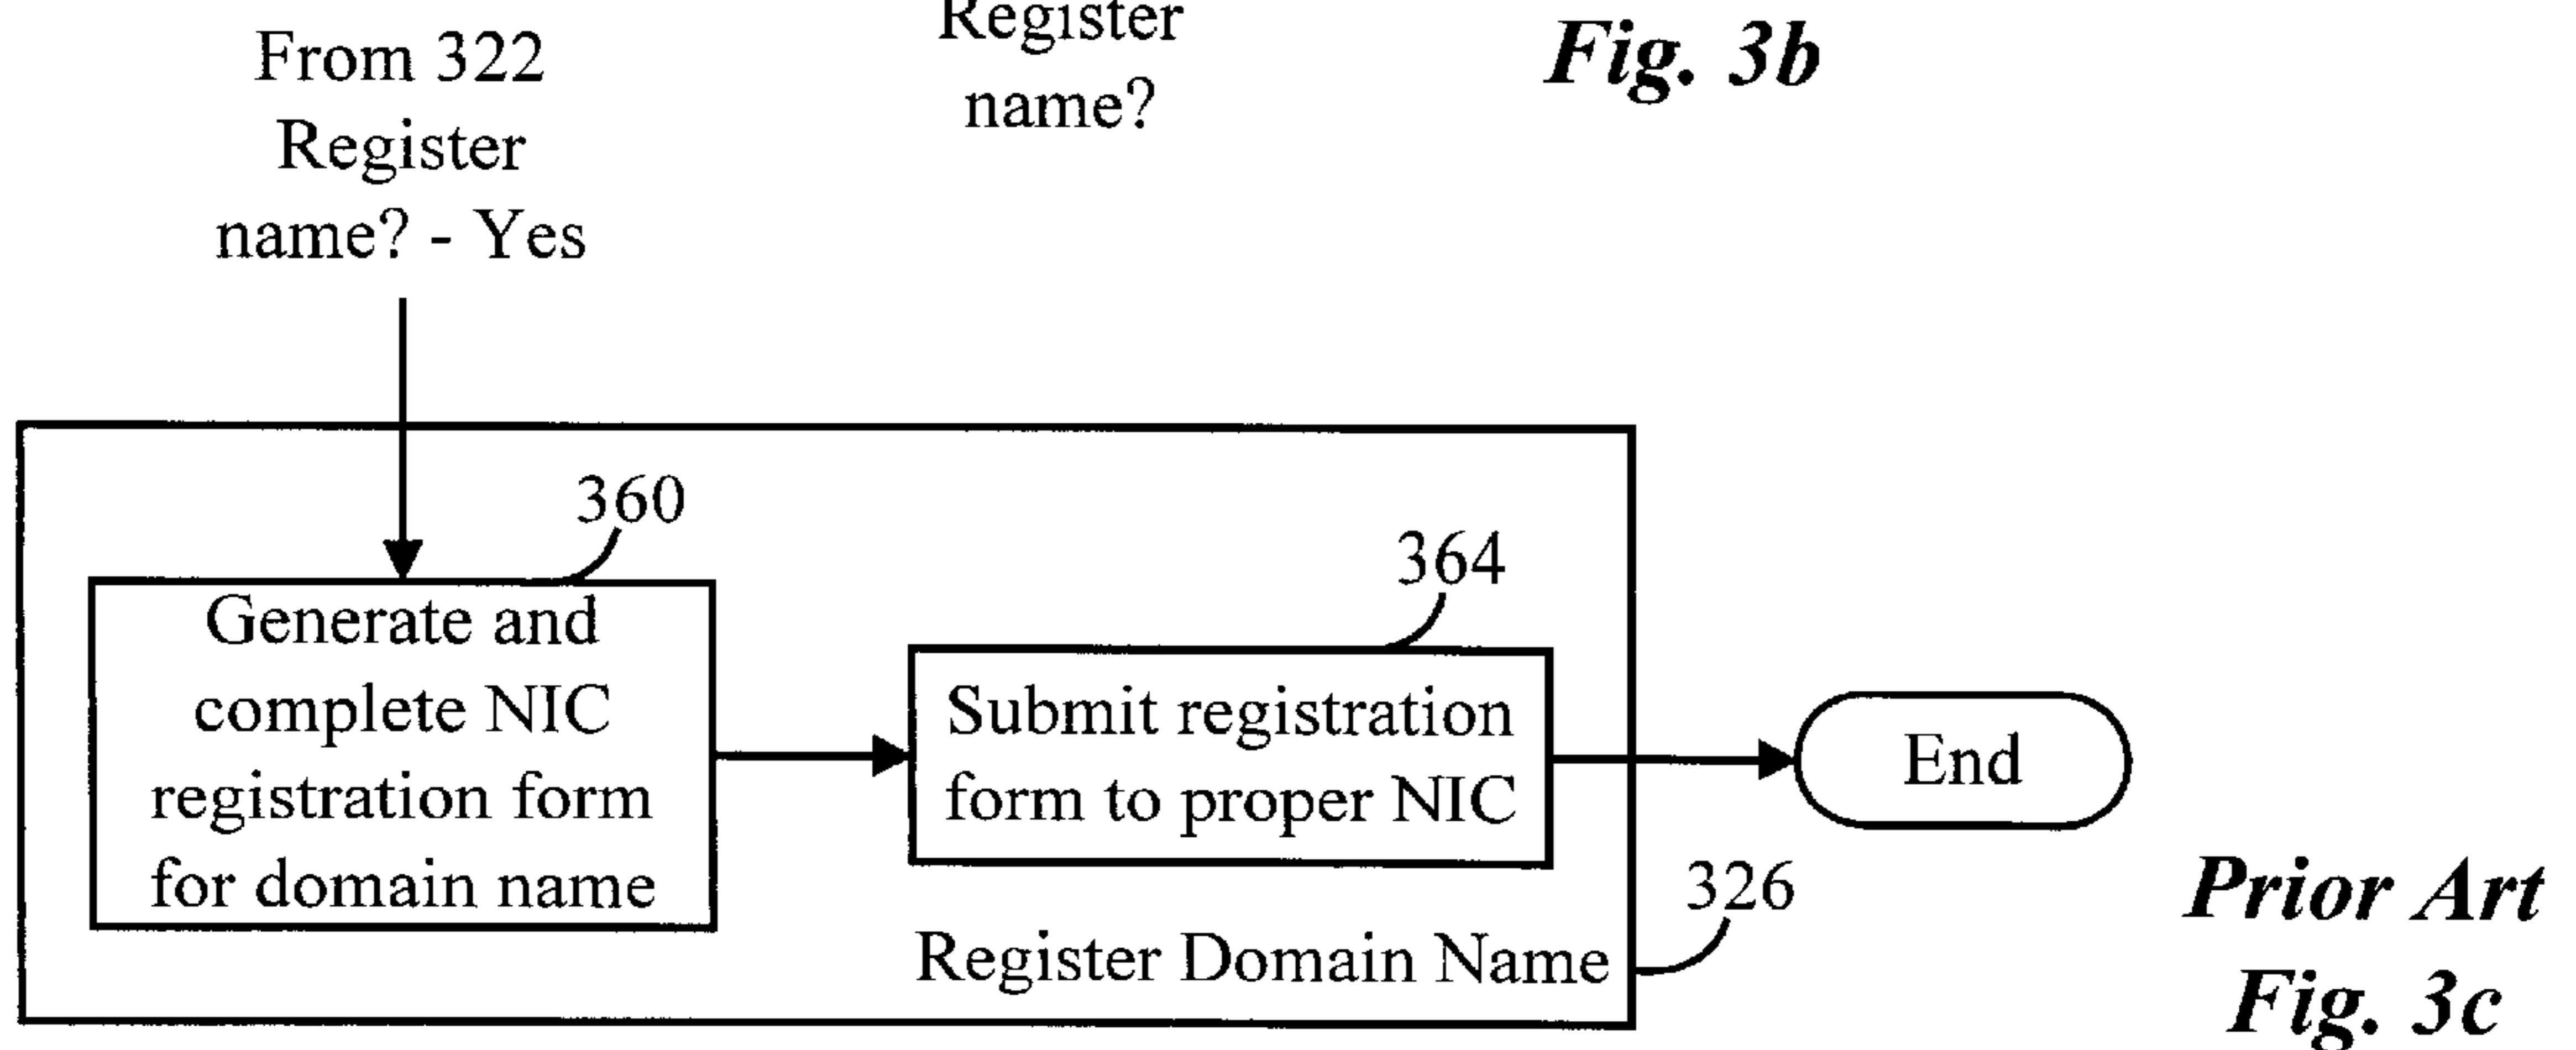 Register
name?
Fig. 3b
From 322
Register
name? - Yes
360
Generate and
complete NIC
registration form
for domain name
364
Submit registration
form to proper NIC
End
326
Register Domain Name
Prior Art
Fig. 3c